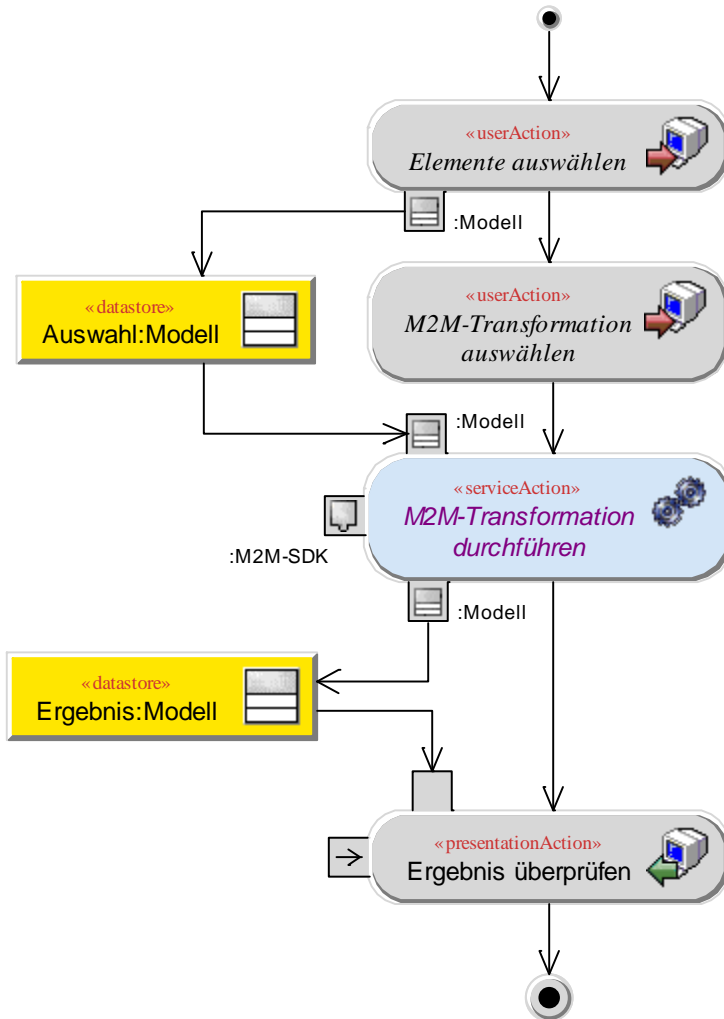 «userAction»
Elemente auswählen
:Modell
«datastore»
Auswahl:Modell
«userAction»
M2M-Transformation
auswählen
:Modell
«serviceAction»
M2M-Transformation
durchführen
:M2M-SDK
:Modell
«datastore»
Ergebnis:Modell
«presentationAction»
Ergebnis überprüfen